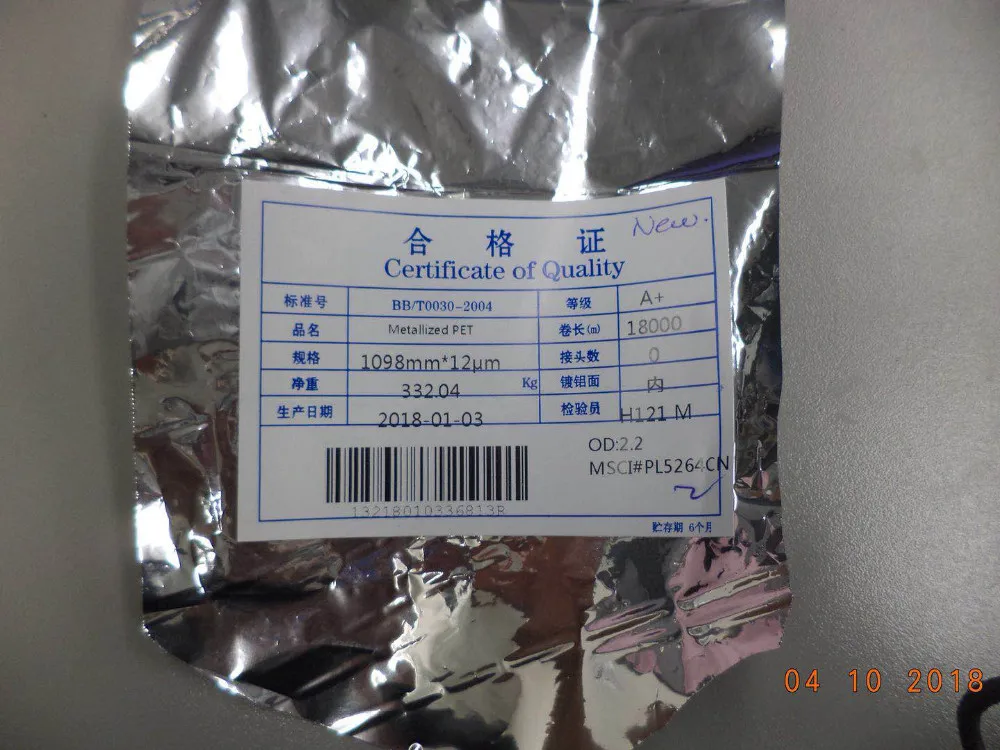 New.
合 格 证
Certificate of Quality
标准号 BB/T0030-2004 等级 A+
品名 Metallized PET 卷长(m) 18000
规格 1098mm*12μm 接头数 0
净重 332.04 Kg 镀铝面 内
生产日期 2018-01-03 检验员 H121 M
OD:2.2
MSCI#PL5264CN
13218010336813R
贮存期 6个月
04 10 2018